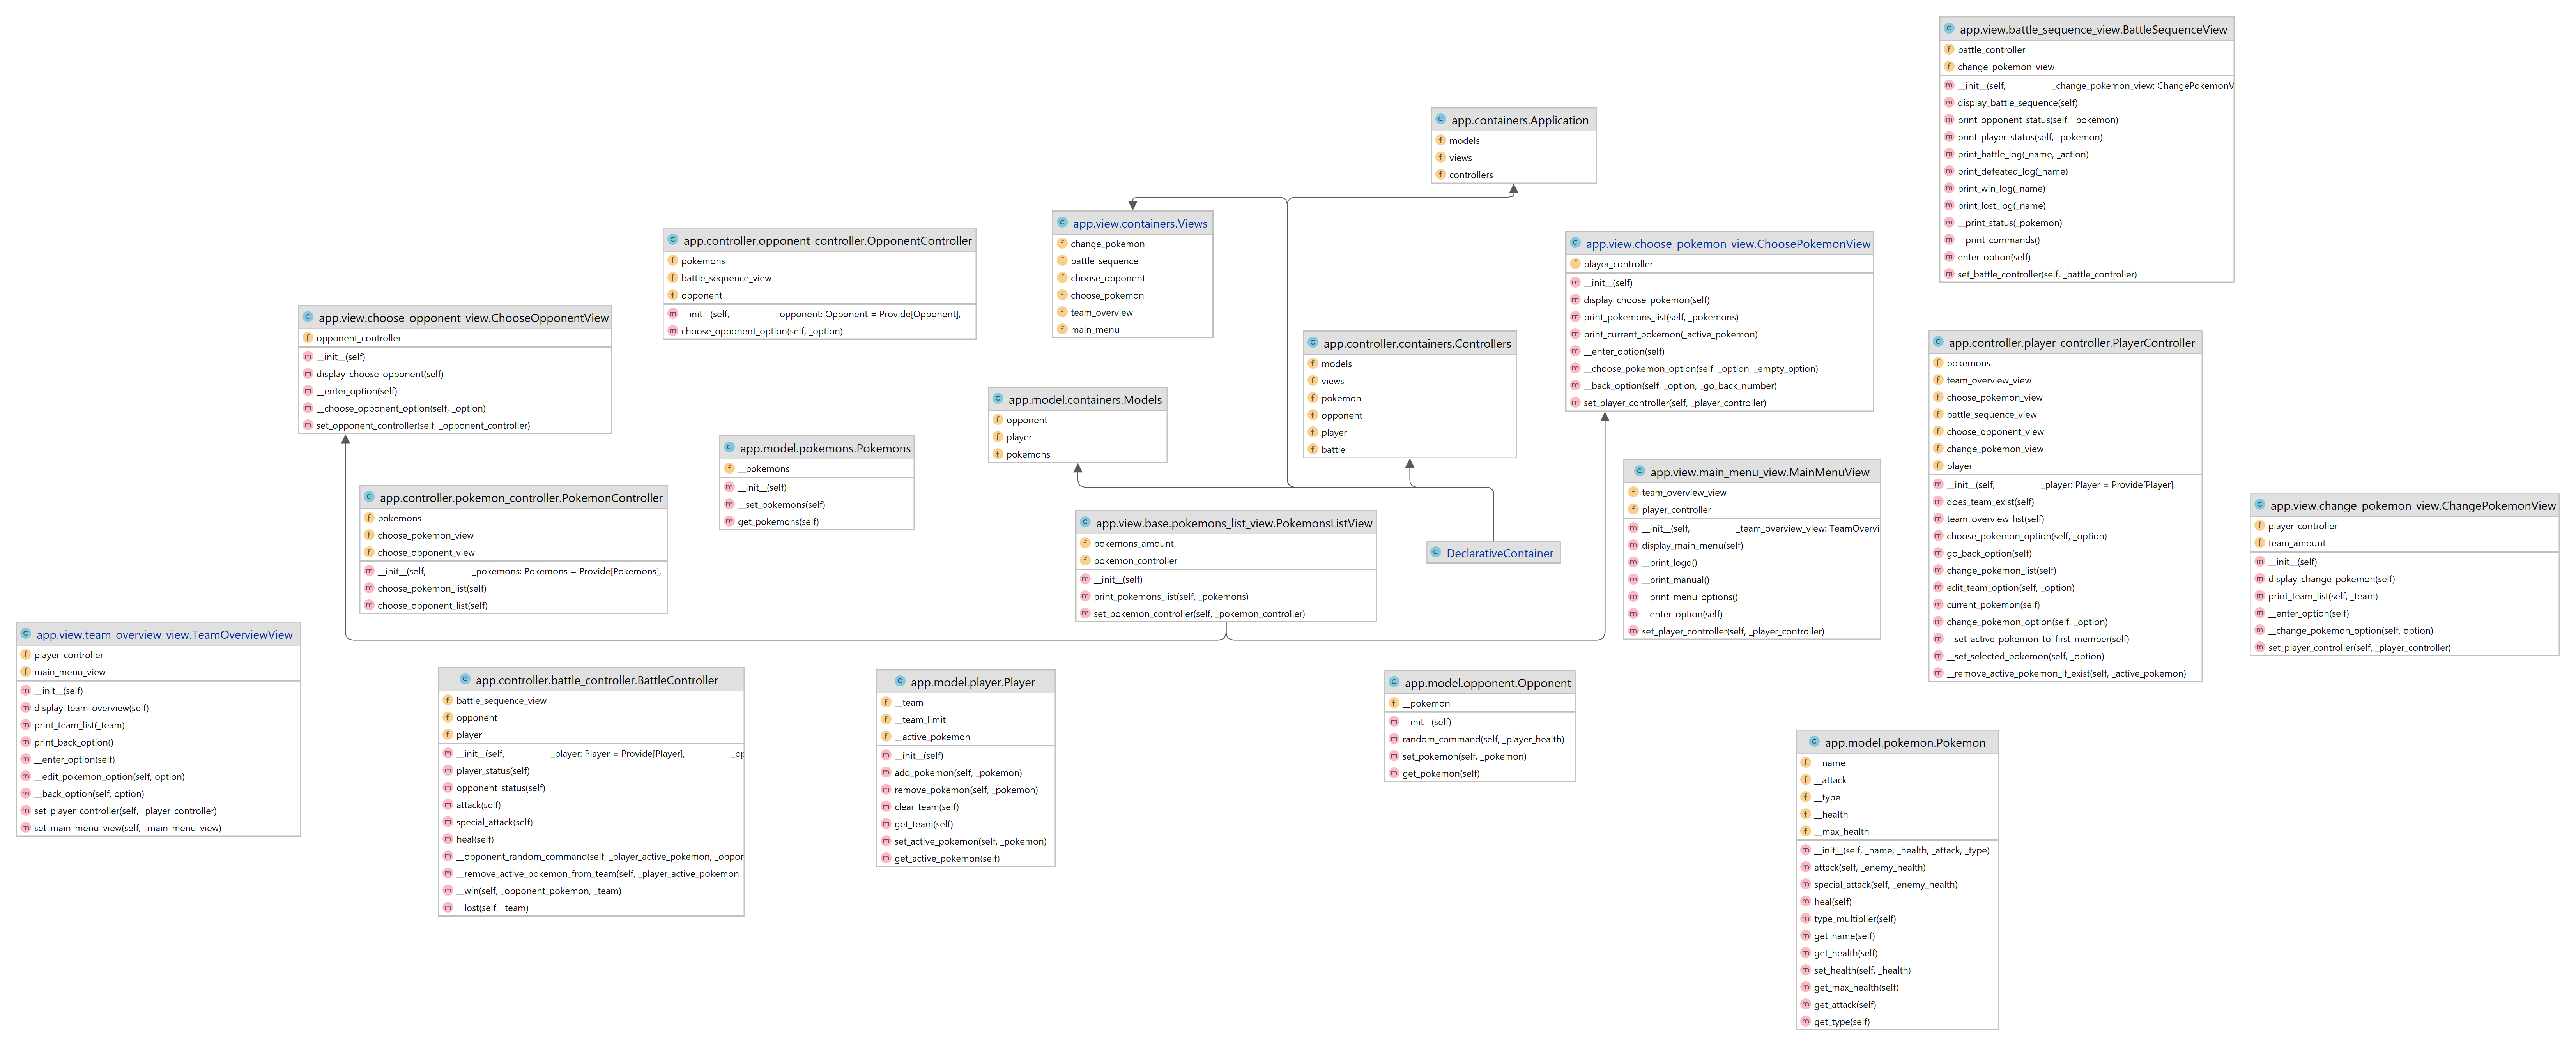 app.view.battle_sequence_view.BattleSequenceView
battle_controller
change_pokemon_view
__init__(self, _change_pokemon_view: ChangePokemonV
display_battle_sequence(self)
print_opponent_status(self, _pokemon)
print_player_status(self, _pokemon)
print_battle_log(_name, _action)
print_defeated_log(_name)
print_win_log(_name)
print_lost_log(_name)
__print_status(_pokemon)
__print_commands()
enter_option(self)
set_battle_controller(self, _battle_controller)
app.containers.Application
models
views
controllers
app.view.containers.Views
change_pokemon
battle_sequence
choose_opponent
choose_pokemon
team_overview
main_menu
app.controller.opponent_controller.OpponentController
pokemons
battle_sequence_view
opponent
__init__(self, _opponent: Opponent = Provide[Opponent],
choose_opponent_option(self, _option)
app.view.choose_pokemon_view.ChoosePokemonView
player_controller
__init__(self)
display_choose_pokemon(self)
print_pokemons_list(self, _pokemons)
print_current_pokemon(_active_pokemon)
__enter_option(self)
__choose_pokemon_option(self, _option, _empty_option)
__back_option(self, _option, _go_back_number)
set_player_controller(self, _player_controller)
app.view.choose_opponent_view.ChooseOpponentView
opponent_controller
__init__(self)
display_choose_opponent(self)
__enter_option(self)
__choose_opponent_option(self, _option)
set_opponent_controller(self, _opponent_controller)
app.controller.containers.Controllers
models
views
pokemon
opponent
player
battle
app.controller.player_controller.PlayerController
pokemons
team_overview_view
choose_pokemon_view
battle_sequence_view
choose_opponent_view
change_pokemon_view
player
__init__(self, _player: Player = Provide[Player],
does_team_exist(self)
team_overview_list(self)
choose_pokemon_option(self, _option)
go_back_option(self)
change_pokemon_list(self)
edit_team_option(self, _option)
current_pokemon(self)
change_pokemon_option(self, _option)
__set_active_pokemon_to_first_member(self)
__set_selected_pokemon(self, _option)
__remove_active_pokemon_if_exist(self, _active_pokemon)
app.model.containers.Models
opponent
player
pokemons
app.model.pokemons.Pokemons
__pokemons
__init__(self)
__set_pokemons(self)
get_pokemons(self)
app.view.main_menu_view.MainMenuView
team_overview_view
player_controller
__init__(self, _team_overview_view: TeamOvervi
display_main_menu(self)
__print_logo()
__print_manual()
__print_menu_options()
__enter_option(self)
set_player_controller(self, _player_controller)
app.controller.pokemon_controller.PokemonController
pokemons
choose_pokemon_view
choose_opponent_view
__init__(self, _pokemons: Pokemons = Provide[Pokemons],
choose_pokemon_list(self)
choose_opponent_list(self)
app.view.change_pokemon_view.ChangePokemonView
player_controller
team_amount
__init__(self)
display_change_pokemon(self)
print_team_list(self, _team)
__enter_option(self)
__change_pokemon_option(self, option)
set_player_controller(self, _player_controller)
app.view.base.pokemons_list_view.PokemonsListView
pokemons_amount
pokemon_controller
__init__(self)
print_pokemons_list(self, _pokemons)
set_pokemon_controller(self, _pokemon_controller)
DeclarativeContainer
app.view.team_overview_view.TeamOverviewView
player_controller
main_menu_view
__init__(self)
display_team_overview(self)
print_team_list(_team)
print_back_option()
__enter_option(self)
__edit_pokemon_option(self, option)
__back_option(self, option)
set_player_controller(self, _player_controller)
set_main_menu_view(self, _main_menu_view)
app.controller.battle_controller.BattleController
battle_sequence_view
opponent
player
__init__(self, _player: Player = Provide[Player], _op
player_status(self)
opponent_status(self)
attack(self)
special_attack(self)
heal(self)
__opponent_random_command(self, _player_active_pokemon, _oppor
__remove_active_pokemon_from_team(self, _player_active_pokemon,
__win(self, _opponent_pokemon, _team)
__lost(self, _team)
app.model.player.Player
__team
__team_limit
__active_pokemon
__init__(self)
add_pokemon(self, _pokemon)
remove_pokemon(self, _pokemon)
clear_team(self)
get_team(self)
set_active_pokemon(self, _pokemon)
get_active_pokemon(self)
app.model.opponent.Opponent
__pokemon
__init__(self)
random_command(self, _player_health)
set_pokemon(self, _pokemon)
get_pokemon(self)
app.model.pokemon.Pokemon
__name
__attack
__type
__health
__max_health
__init__(self, _name, _health, _attack, _type)
attack(self, _enemy_health)
special_attack(self, _enemy_health)
heal(self)
type_multiplier(self)
get_name(self)
get_health(self)
set_health(self, _health)
get_max_health(self)
get_attack(self)
get_type(self)